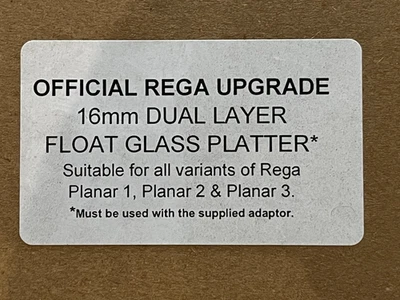 OFFICIAL REGA UPGRADE
16mm DUAL LAYER
FLOAT GLASS PLATTER*
Suitable for all variants of Rega
Planar 1, Planar 2 & Planar 3.
*Must be used with the supplied adaptor.